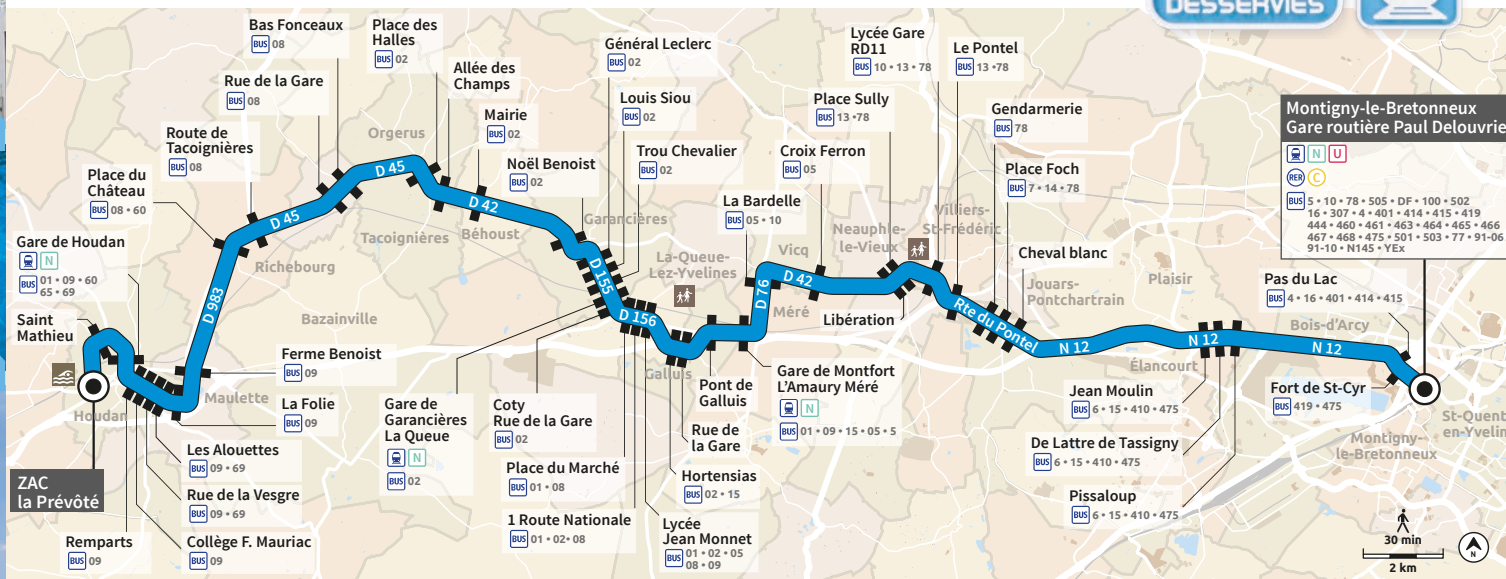 DESSERVIES
Bas Fonceaux
BUS 08
Place des
Halles
BUS 02
Rue de la Gare
BUS 08
Allée des
Champs
Mairie
BUS 02
Route de
Tacoignières
BUS 08
Noël Benoist
BUS 02
Place du
Château
BUS 08 • 60
Gare de Houdan
N
BUS 01 • 09 • 60
65 • 69
Saint
Mathieu
Général Leclerc
BUS 02
Louis Siou
BUS 02
Trou Chevalier
BUS 02
La Bardelle
BUS 05 • 10
Croix Ferron
BUS 05
Place Sully
BUS 13 •78
Lycée Gare
RD11
BUS 10 • 13 • 78
Le Pontel
BUS 13 •78
Gendarmerie
BUS 78
Place Foch
BUS 7 • 14 • 78
Cheval blanc
Montigny-le-Bretonneux
Gare routière Paul Delouvrie
N U
RER C
BUS 5 • 10 • 78 • 505 • DF • 100 • 502
16 • 307 • 4 • 401 • 414 • 415 • 419
444 • 460 • 461 • 463 • 464 • 465 • 466
467 • 468 • 475 • 501 • 503 • 77 • 91-06
91-10 • N145 • YEx
Pas du Lac
BUS 4 • 16 • 401 • 414 • 415
Orgerus
Tacoignières
Béhoust
Garancières
Richebourg
Bazainville
Maulette
Houdan
La-Queue-
Lez-Yvelines
Galluis
Vicq
Méré
Neauphle-
le-Vieux
Villiers-
St-Frédéric
Jouars-
Pontchartrain
Plaisir
Élancourt
Bois-d’Arcy
Montigny-
le-Bretonneux
St-Quent
en-Yvelin
D 983
D 45
D 45
D 42
D 155
D 156
D 76
D 42
Rte du Pontel
N 12
N 12
N 12
ZAC
la Prévôté
Remparts
BUS 09
Ferme Benoist
BUS 09
La Folie
BUS 09
Les Alouettes
BUS 09 • 69
Rue de la Vesgre
BUS 09 • 69
Collège F. Mauriac
BUS 09
Gare de
Garancières
La Queue
N
BUS 02
Coty
Rue de la Gare
BUS 02
Place du Marché
BUS 01 • 08
1 Route Nationale
BUS 01 • 02 • 08
Lycée
Jean Monnet
BUS 01 • 02 • 05
08 • 09
Hortensias
BUS 02 • 15
Rue de
la Gare
Pont de
Galluis
Gare de Montfort
L’Amaury Méré
N
BUS 01 • 09 • 15 • 05 • 5
Libération
Jean Moulin
BUS 6 • 15 • 410 • 475
De Lattre de Tassigny
BUS 6 • 15 • 410 • 475
Pissaloup
BUS 6 • 15 • 410 • 475
Fort de St-Cyr
BUS 419 • 475
30 min
2 km
N